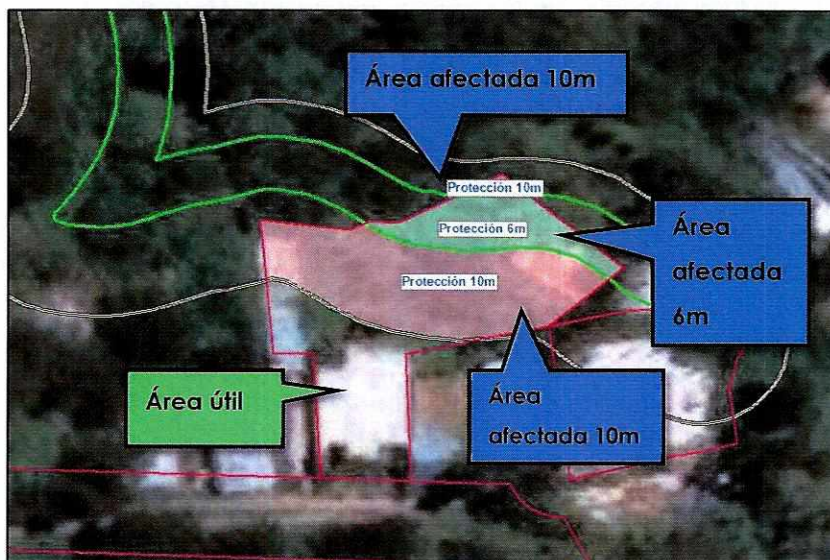 Área afectada 10m
Protección 10m
Protección 6m
Área
afectada
6m
Protección 10m
Área útil
Área
afectada 10m